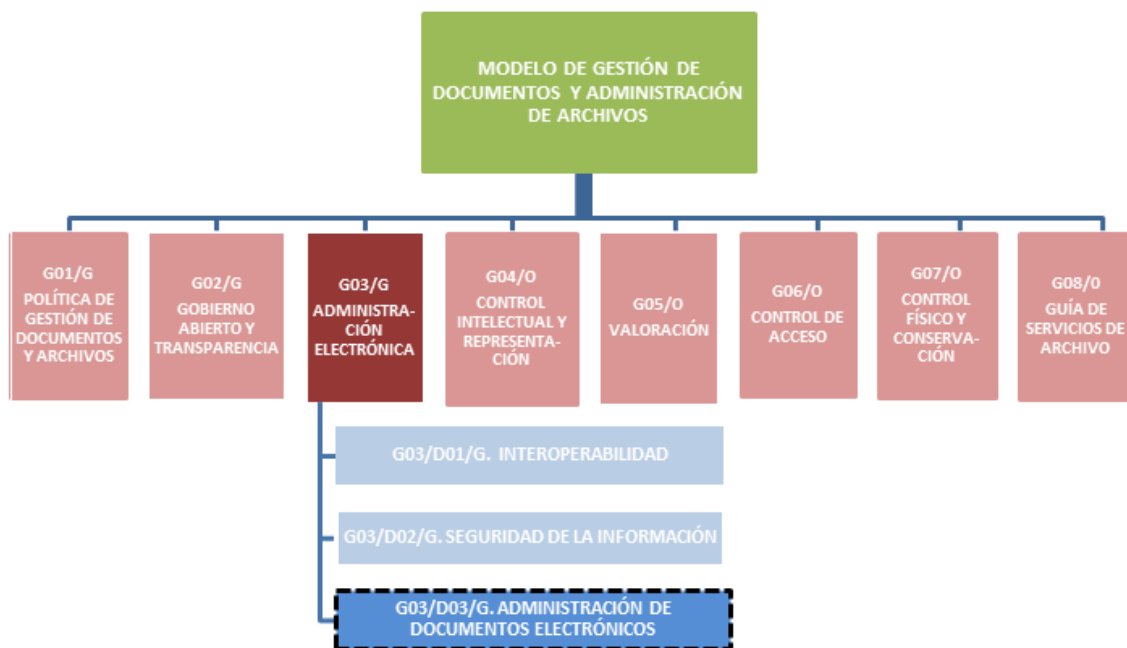 MODELO DE GESTIÓN DE
DOCUMENTOS Y ADMINISTRACIÓN
DE ARCHIVOS
G01/G
POLÍTICA DE
GESTIÓN DE
DOCUMENTOS
Y ARCHIVOS
G02/G
GOBIERNO
ABIERTO Y
TRANSPARENCIA
G03/G
ADMINISTRA-
CIÓN
ELECTRÓNICA
G04/O
CONTROL
INTELECTUAL Y
REPRESENTA-
CIÓN
G05/O
VALORACIÓN
G06/O
CONTROL DE
ACCESO
G07/O
CONTROL
FÍSICO Y
CONSERVA-
CIÓN
G08/0
GUÍA DE
SERVICIOS DE
ARCHIVO
G03/D01/G. INTEROPERABILIDAD
G03/D02/G. SEGURIDAD DE LA INFORMACIÓN
G03/D03/G. ADMINISTRACIÓN DE
DOCUMENTOS ELECTRÓNICOS